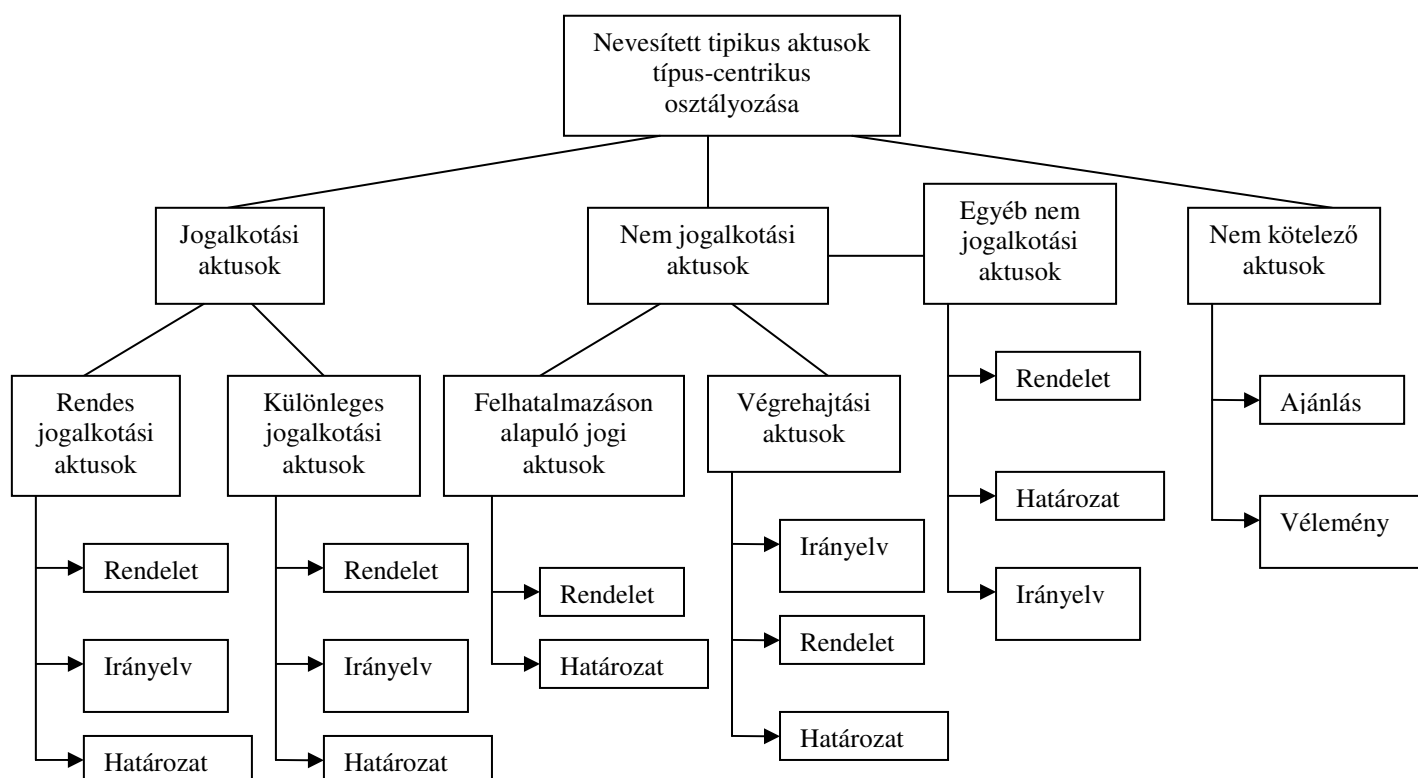 Nevesített tipikus aktusok
típus-centrikus
osztályozása
Jogalkotási
aktusok
Nem jogalkotási
aktusok
Egyéb nem
jogalkotási
aktusok
Nem kötelező
aktusok
Rendes
jogalkotási
aktusok
Különleges
jogalkotási
aktusok
Felhatalmazáson
alapuló jogi
aktusok
Végrehajtási
aktusok
Rendelet
Irányelv
Határozat
Rendelet
Irányelv
Határozat
Rendelet
Határozat
Irányelv
Rendelet
Határozat
Rendelet
Határozat
Irányelv
Ajánlás
Vélemény